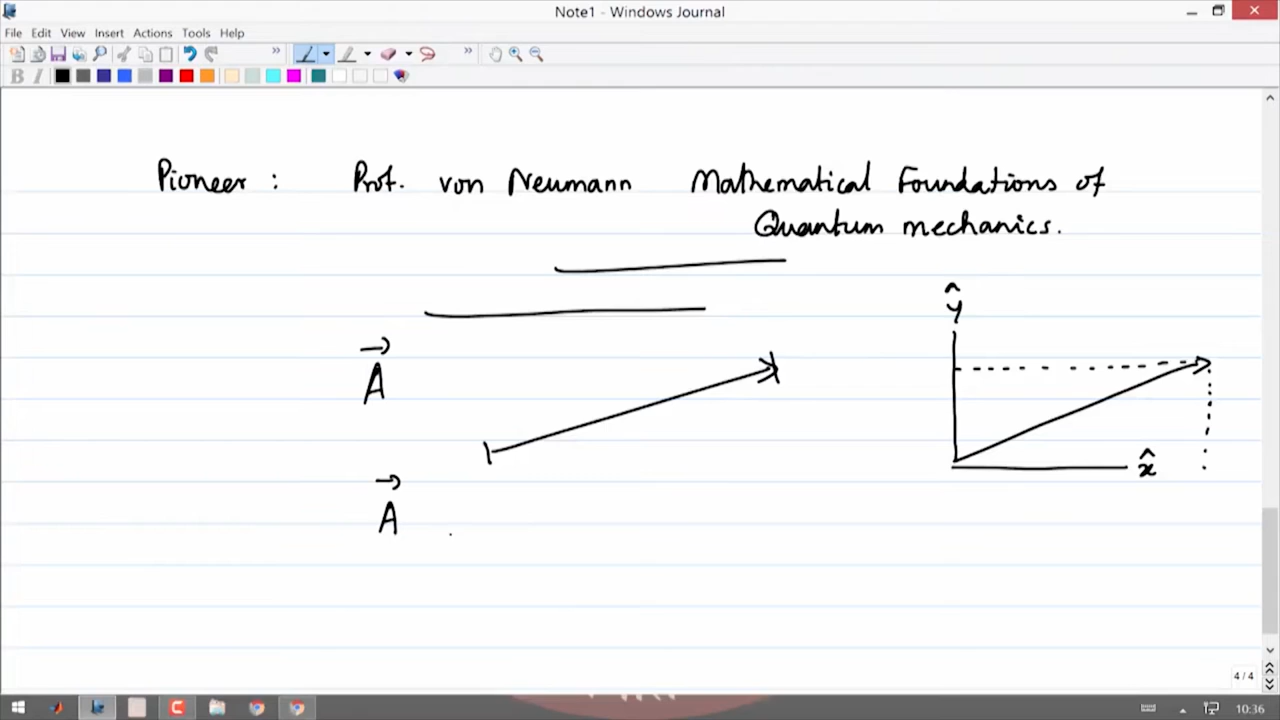 Note1 - Windows Journal
File Edit View Insert Actions Tools Help
Pioneer : Prof. von Neumann Mathematical Foundations of
Quantum mechanics.
ŷ
A⃗
x̂
A⃗
4 / 4
10:36